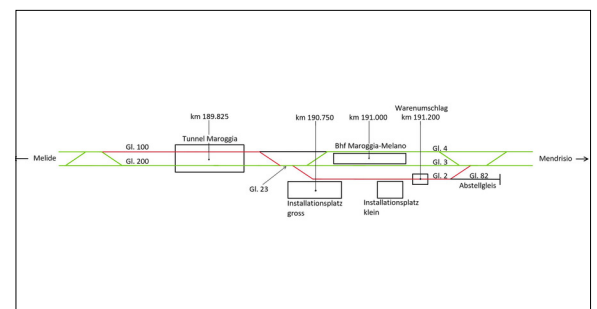 Warenumschlag
km 189.825
km 190.750
km 191.000
km 191.200
Tunnel Maroggia
Bhf Maroggia-Melano
Gl. 100
Gl. 4
Melide
Mendrisio
Gl. 200
Gl. 3
Gl. 23
Gl. 2
Gl. 82
Abstellgleis
Installationsplatz
gross
Installationsplatz
klein